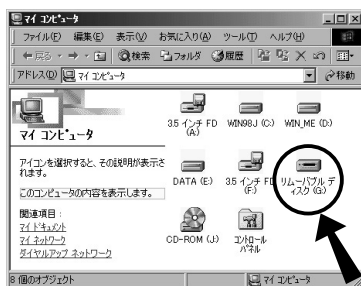 マイ コンピュータ
ファイル(F) 編集(E) 表示(V) お気に入り(A) ツール(T) ヘルプ(H)
戻る 検索 フォルダ 履歴
アドレス(D) マイ コンピュータ 移動
マイ コンピュータ
アイコンを選択すると、その説明が表示さ
れます。
このコンピュータの内容を表示します。
関連項目:
マイ ドキュメント
マイ ネットワーク
ダイヤルアップ ネットワーク
3.5 インチ FD
(A:)
WIN98J (C:)
WIN_ME (D:)
DATA (E:)
3.5 インチ FD
(F:)
リムーバブル デ
ィスク (G:)
CD-ROM (J:)
コントロール
パネル
8 個のオブジェクト
マイ コンピュータ